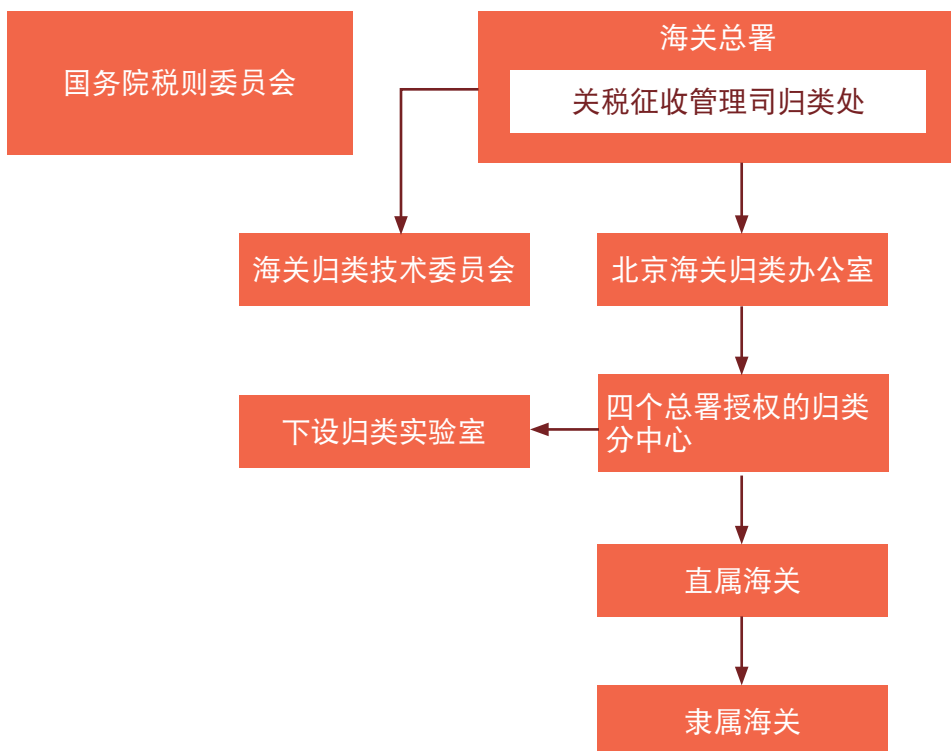 国务院税则委员会
海关总署
关税征收管理司归类处
海关归类技术委员会
北京海关归类办公室
下设归类实验室
四个总署授权的归类
分中心
直属海关
隶属海关